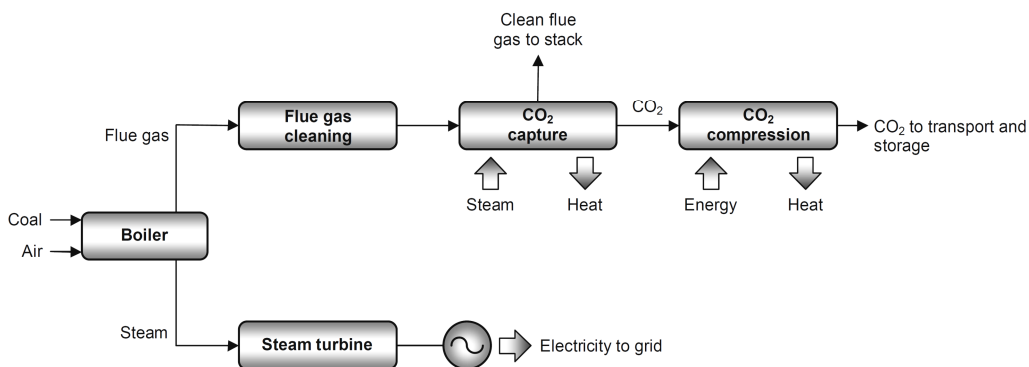 Clean flue
gas to stack
Flue gas
cleaning
CO₂
capture
CO₂
CO₂
compression
CO₂ to transport and
storage
Flue gas
Steam
Heat
Energy
Heat
Coal
Air
Boiler
Steam
Steam turbine
Electricity to grid